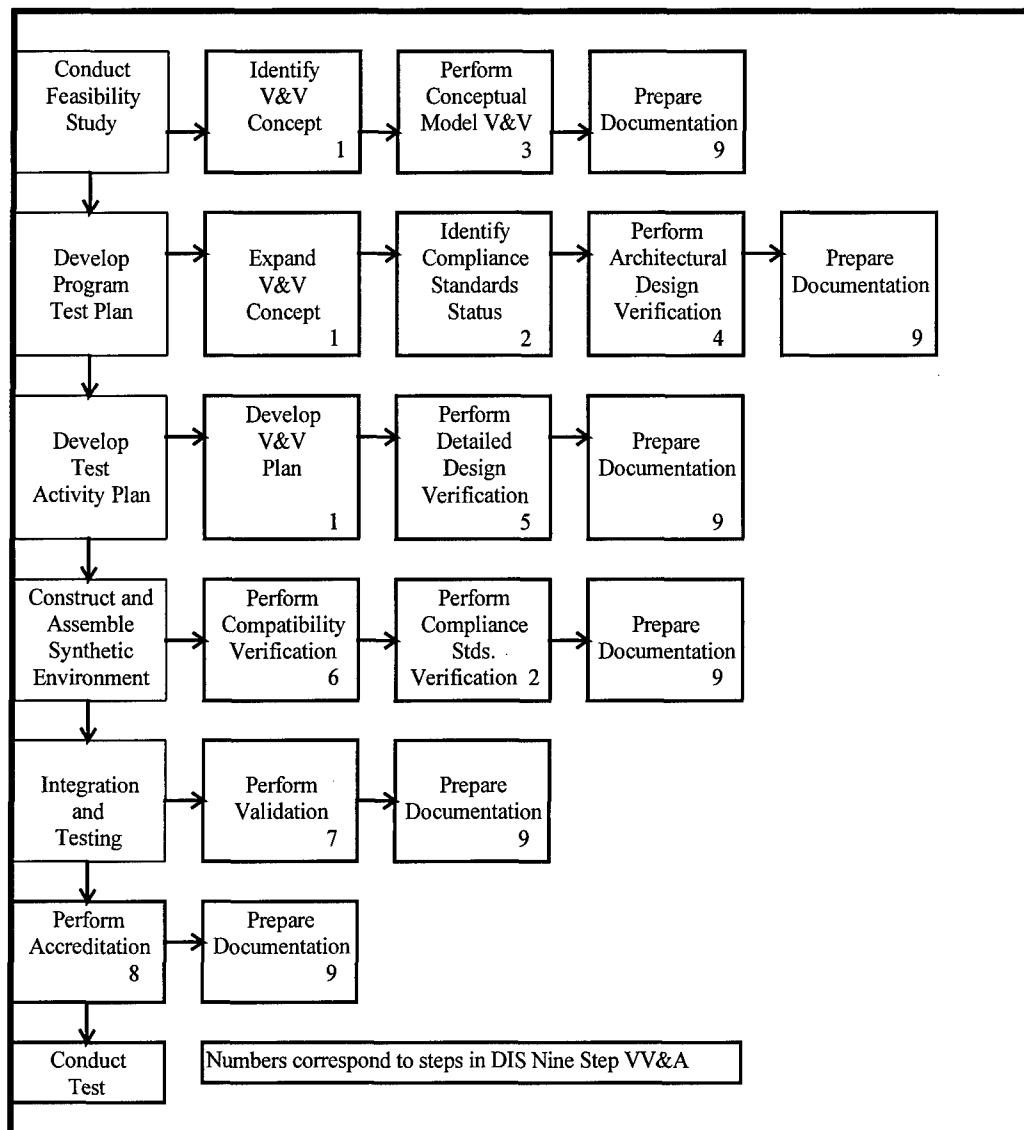 Conduct
Feasibility
Study
Identify
V&V
Concept
1
Perform
Conceptual
Model V&V
3
Prepare
Documentation
9
Develop
Program
Test Plan
Expand
V&V
Concept
1
Identify
Compliance
Standards
Status
2
Perform
Architectural
Design
Verification
4
Prepare
Documentation
9
Develop
Test
Activity Plan
Develop
V&V
Plan
1
Perform
Detailed
Design
Verification
5
Prepare
Documentation
9
Construct and
Assemble
Synthetic
Environment
Perform
Compatibility
Verification
6
Perform
Compliance
Stds.
Verification 2
Prepare
Documentation
9
Integration
and
Testing
Perform
Validation
7
Prepare
Documentation
9
Perform
Accreditation
8
Prepare
Documentation
9
Conduct
Test
Numbers correspond to steps in DIS Nine Step VV&A